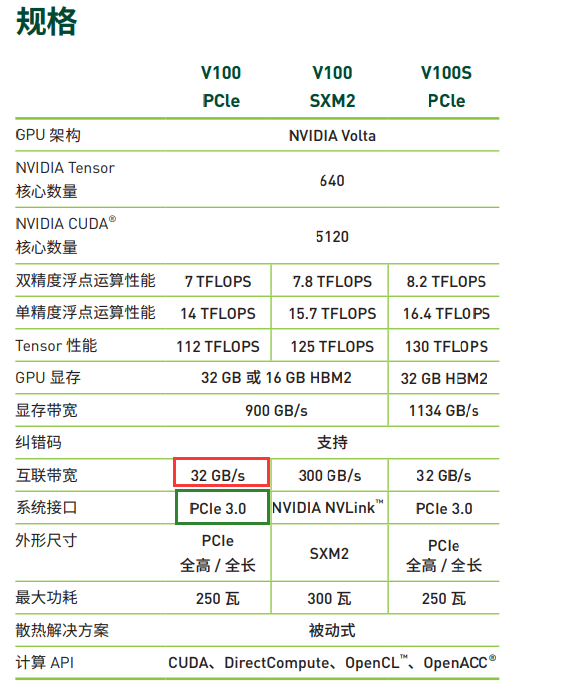 规格
V100 V100 V100S
PCIe SXM2 PCIe
GPU 架构 NVIDIA Volta
NVIDIA Tensor
核心数量 640
NVIDIA CUDA®
核心数量 5120
双精度浮点运算性能 7 TFLOPS 7.8 TFLOPS 8.2 TFLOPS
单精度浮点运算性能 14 TFLOPS 15.7 TFLOPS 16.4 TFLOPS
Tensor 性能 112 TFLOPS 125 TFLOPS 130 TFLOPS
GPU 显存 32 GB 或 16 GB HBM2 32 GB HBM2
显存带宽 900 GB/s 1134 GB/s
纠错码 支持
互联带宽 32 GB/s 300 GB/s 32 GB/s
系统接口 PCIe 3.0 NVIDIA NVLink™ PCIe 3.0
外形尺寸 PCIe SXM2 PCIe
全高 / 全长 全高 / 全长
最大功耗 250 瓦 300 瓦 250 瓦
散热解决方案 被动式
计算 API CUDA、DirectCompute、OpenCL™、OpenACC®